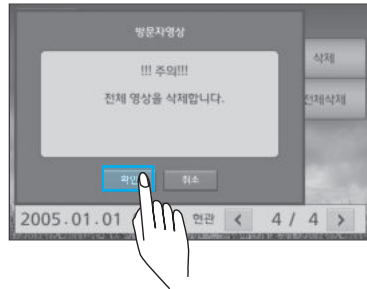 방문자영상
!!! 주의!!!
전체 영상을 삭제합니다.
삭제
전체삭제
확인
취소
2005.01.01
현관 < 4 / 4 >